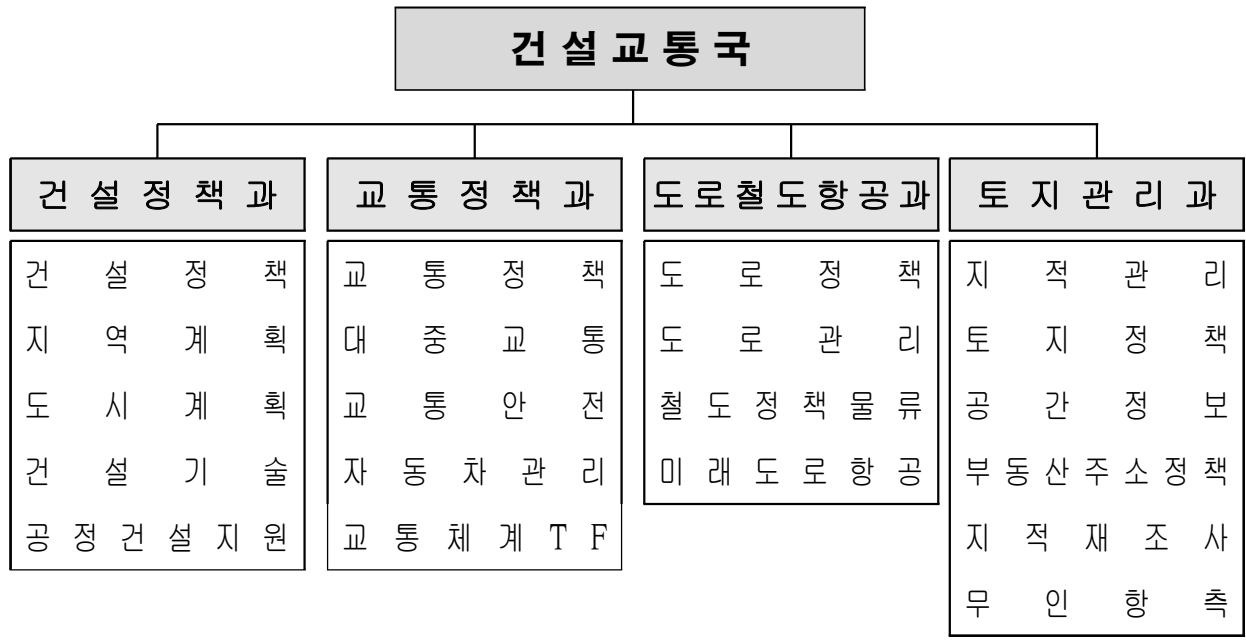 건설교통국
건설정책과
건설정책
지역계획
도시계획
건설기술
공정건설지원
교통정책과
교통정책
대중교통
교통안전
자동차관리
교통체계TF
도로철도항공과
도로정책
도로관리
철도정책물류
미래도로항공
토지관리과
지적관리
토지정책
공간정보
부동산주소정책
지적재조사
무인항측